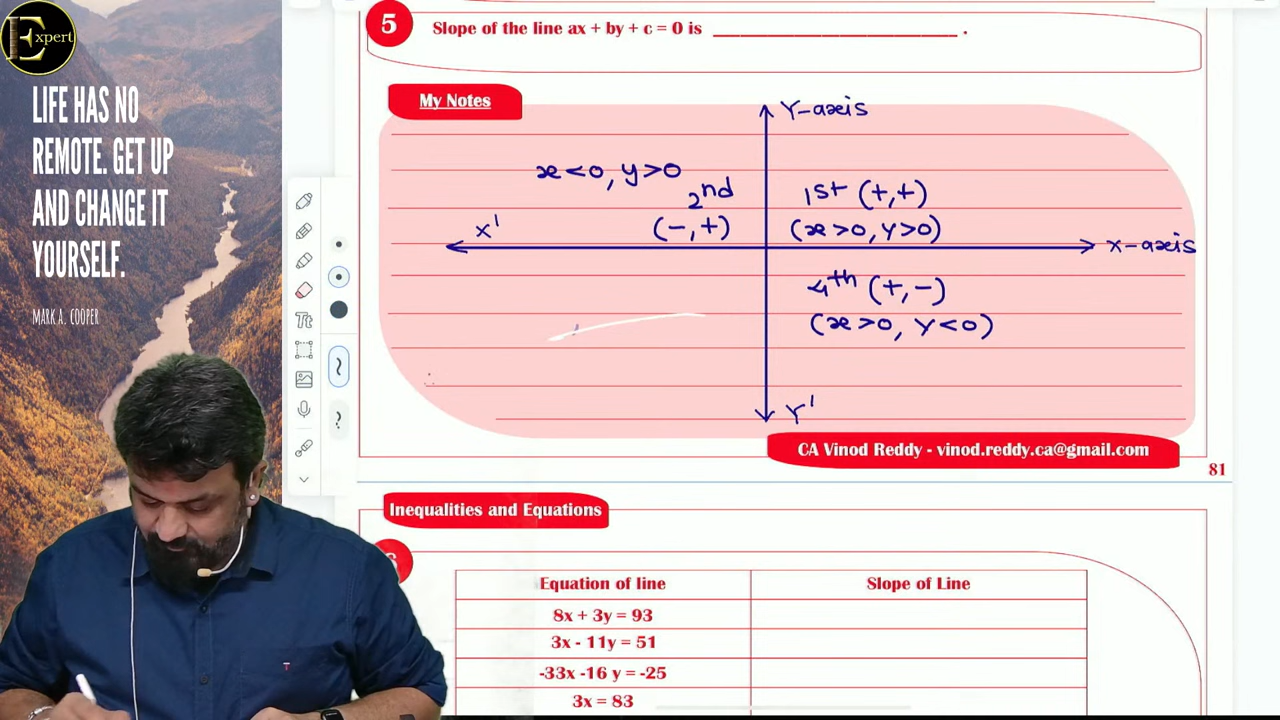 Expert
LIFE HAS NO
REMOTE. GET UP
AND CHANGE IT
YOURSELF.
MARK A. COOPER
5
Slope of the line ax + by + c = 0 is ______________________ .
My Notes
Y-axis
x<0, y>0
2nd
(-,+)
1st (+,+)
(x>0, y>0)
x'
x-axis
4th (+,-)
(x>0, y<0)
Y'
Tt
CA Vinod Reddy - vinod.reddy.ca@gmail.com
81
Inequalities and Equations
Equation of line
Slope of Line
8x + 3y = 93
3x - 11y = 51
-33x -16 y = -25
3x = 83